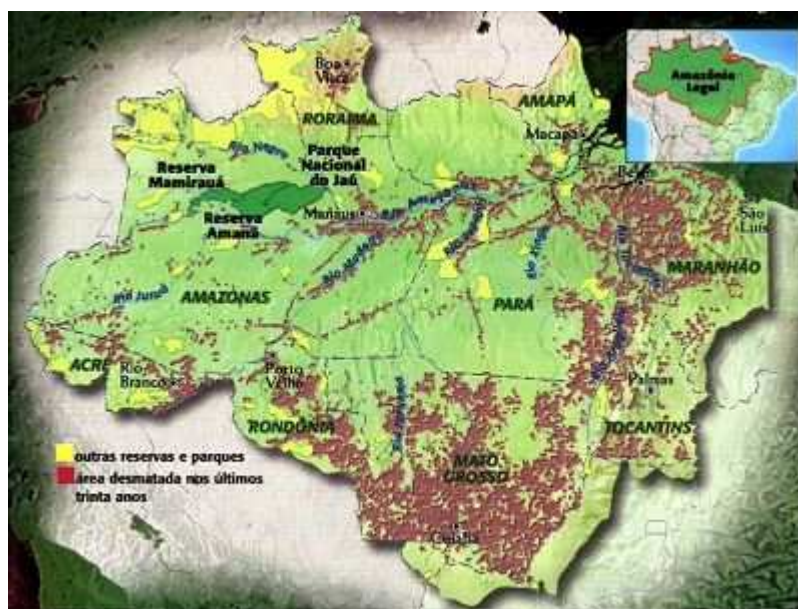 Boa
Vista
RORAIMA
AMAPÁ
Macapá
Amazônia
Legal
Rio Negro
Parque
Nacional
do Jaú
Reserva
Mamirauá
Reserva
Amanã
Manaus
Rio Amazonas
Belém
São
Luís
MARANHÃO
Rio Madeira
Rio Xingu
Rio Juruá
AMAZONAS
PARÁ
ACRE
Rio
Branco
Porto
Velho
Palmas
RONDÔNIA
TOCANTINS
MATO
GROSSO
Cuiabá
outras reservas e parques
área desmatada nos últimos
trinta anos